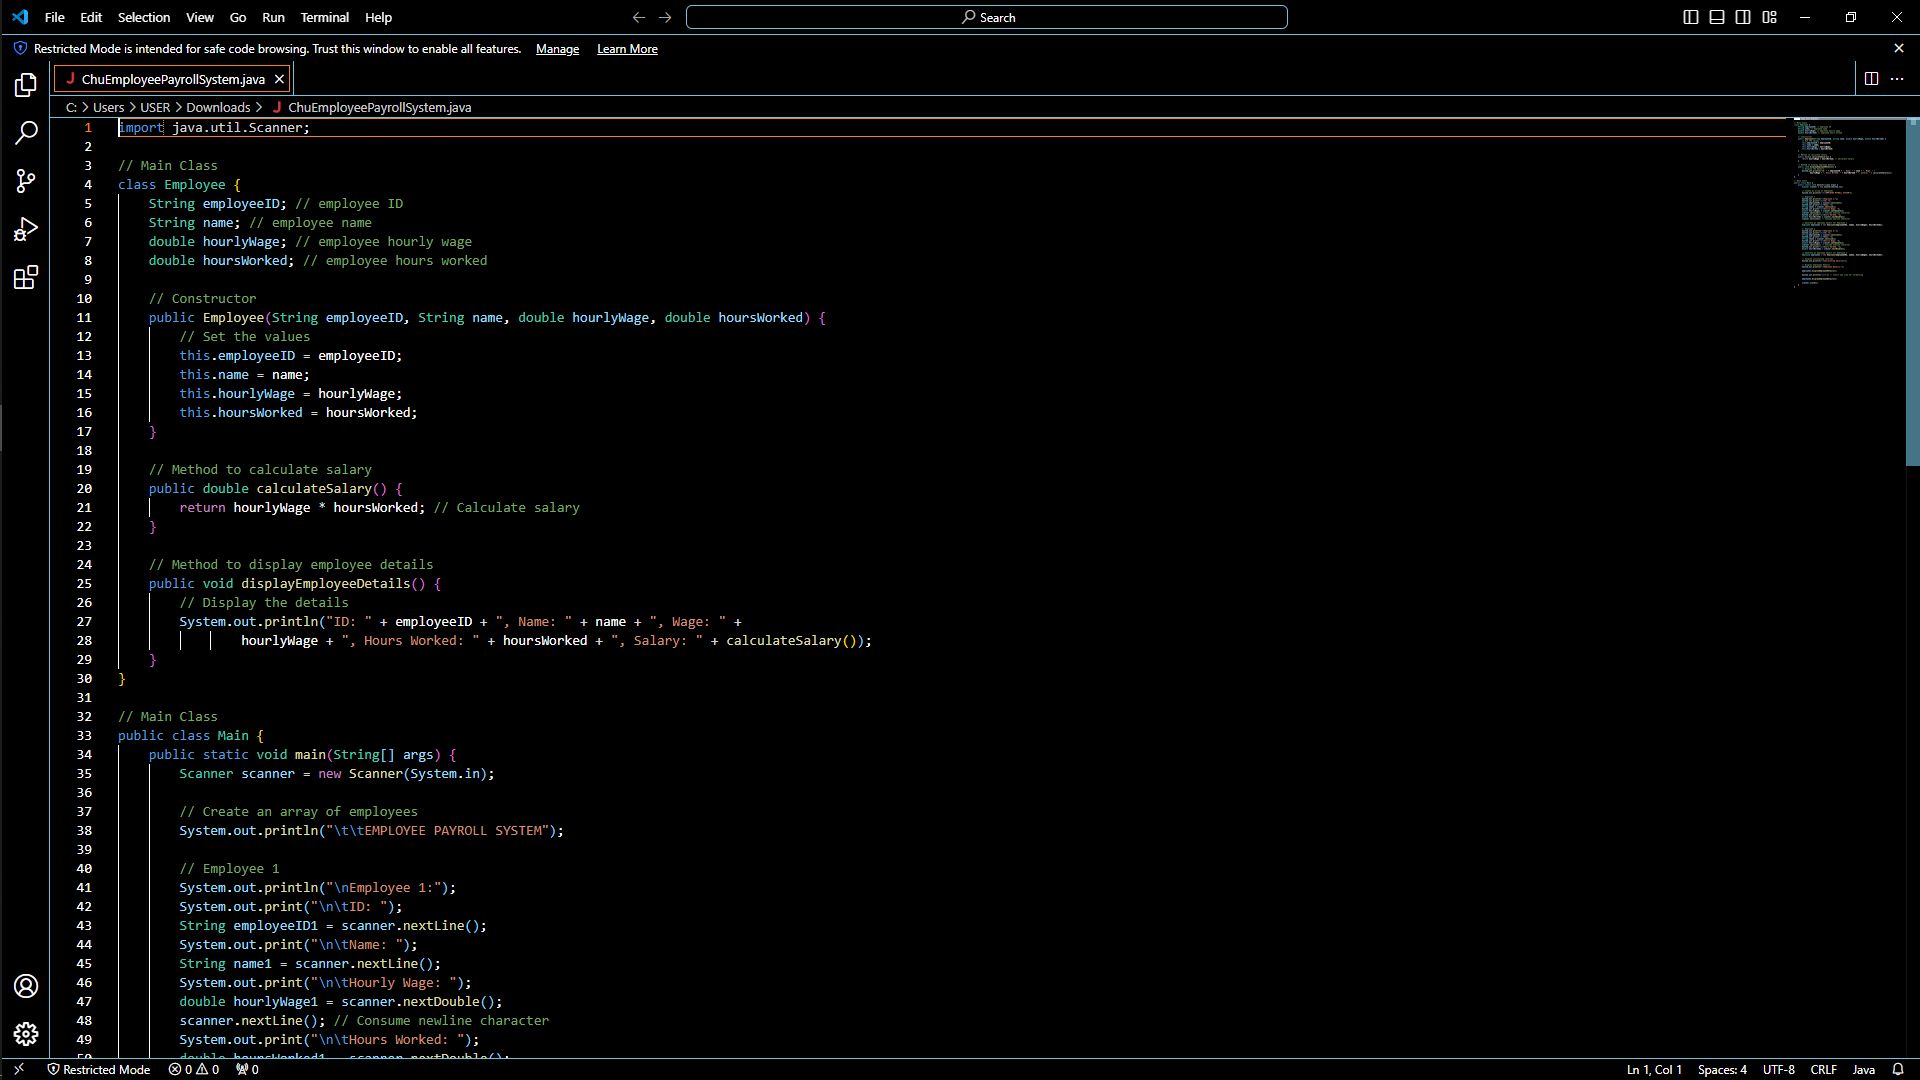 File Edit Selection View Go Run Terminal Help Search
Restricted Mode is intended for safe code browsing. Trust this window to enable all features. Manage Learn More
J ChuEmployeePayrollSystem.java
C: > Users > USER > Downloads > J ChuEmployeePayrollSystem.java
1 import java.util.Scanner;
2
3 // Main Class
4 class Employee {
5 String employeeID; // employee ID
6 String name; // employee name
7 double hourlyWage; // employee hourly wage
8 double hoursWorked; // employee hours worked
9
10 // Constructor
11 public Employee(String employeeID, String name, double hourlyWage, double hoursWorked) {
12 // Set the values
13 this.employeeID = employeeID;
14 this.name = name;
15 this.hourlyWage = hourlyWage;
16 this.hoursWorked = hoursWorked;
17 }
18
19 // Method to calculate salary
20 public double calculateSalary() {
21 return hourlyWage * hoursWorked; // Calculate salary
22 }
23
24 // Method to display employee details
25 public void displayEmployeeDetails() {
26 // Display the details
27 System.out.println("ID: " + employeeID + ", Name: " + name + ", Wage: " +
28 hourlyWage + ", Hours Worked: " + hoursWorked + ", Salary: " + calculateSalary());
29 }
30 }
31
32 // Main Class
33 public class Main {
34 public static void main(String[] args) {
35 Scanner scanner = new Scanner(System.in);
36
37 // Create an array of employees
38 System.out.println("\t\tEMPLOYEE PAYROLL SYSTEM");
39
40 // Employee 1
41 System.out.println("\nEmployee 1:");
42 System.out.print("\n\tID: ");
43 String employeeID1 = scanner.nextLine();
44 System.out.print("\n\tName: ");
45 String name1 = scanner.nextLine();
46 System.out.print("\n\tHourly Wage: ");
47 double hourlyWage1 = scanner.nextDouble();
48 scanner.nextLine(); // Consume newline character
49 System.out.print("\n\tHours Worked: ");
50 double hoursWorked1 = scanner.nextDouble();
Restricted Mode 0 0 0 Ln 1, Col 1 Spaces: 4 UTF-8 CRLF Java